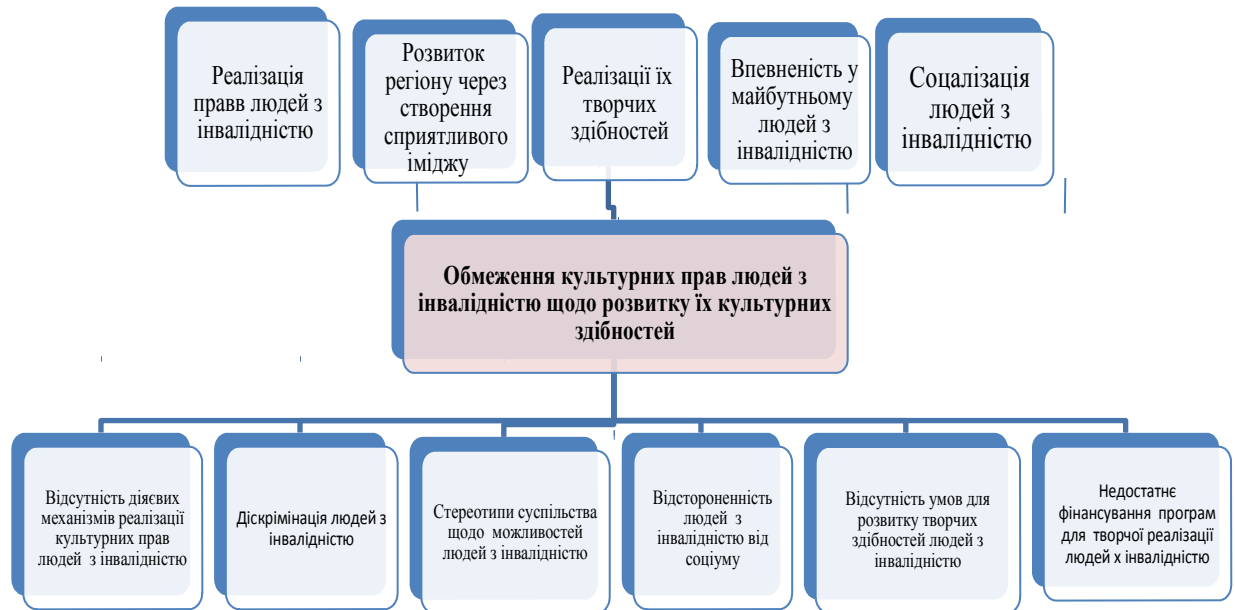 Реалізація
правв людей з
інвалідністю
Розвиток
регіону через
створення
сприятливого
іміджу
Реалізації їх
творчих
здібностей
Впевненість у
майбутньому
людей з
інвалідністю
Соцалізація
людей з
інвалідністю
Обмеження культурних прав людей з
інвалідністю щодо розвитку їх культурних
здібностей
Відсутність діяєвих
механізмів реалізації
культурних прав
людей з інвалідністю
Діскрімінація людей з
інвалідністю
Стереотипи суспільства
щодо можливостей
людей з інвалідністю
Відстороненність
людей з
інвалідністю від
соціуму
Відсутність умов для
розвитку творчих
здібностей людей з
інвалідністю
Недостатнє
фінансування програм
для творчої реалізації
людей х інвалідністю